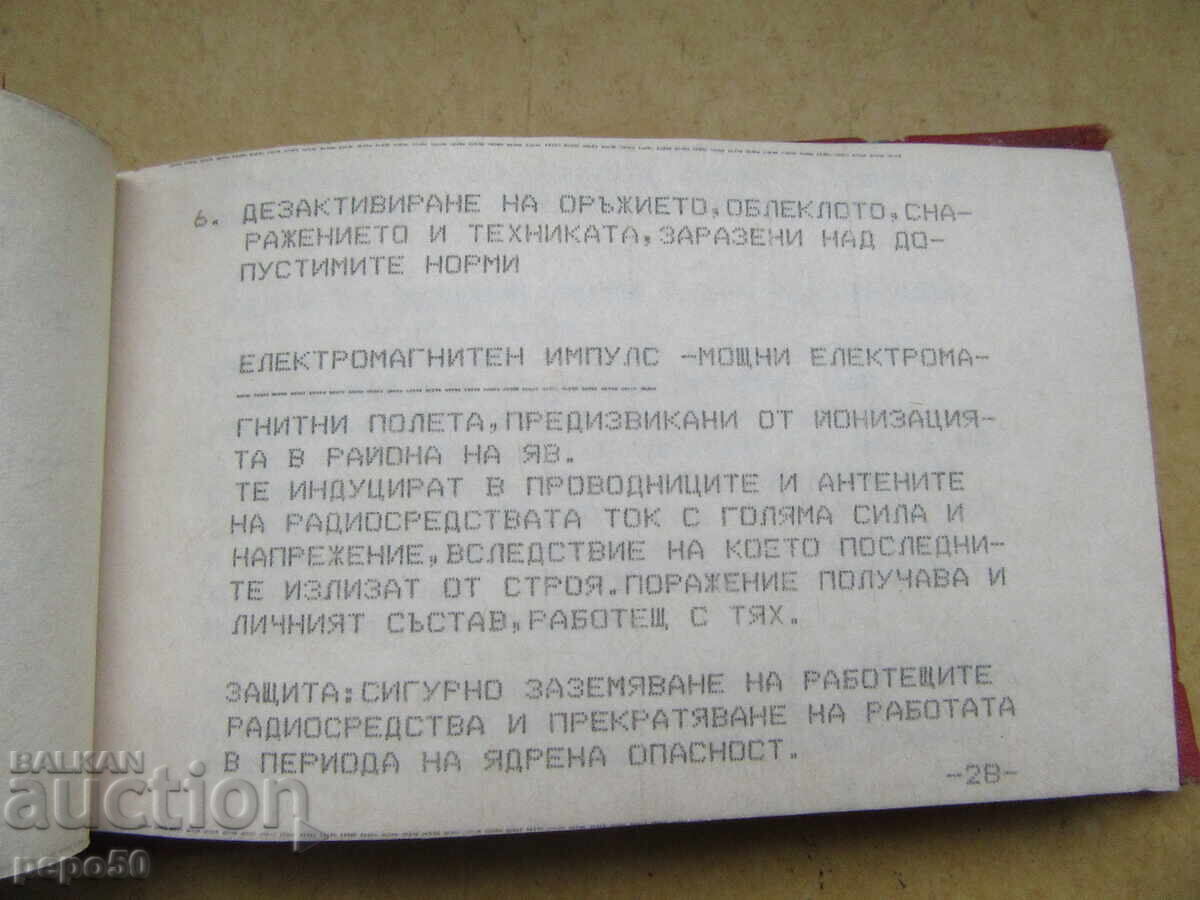 6. ДЕЗАКТИВИРАНЕ НА ОРЪЖИЕТО,ОБЛЕКЛОТО,СНА-
РАЖЕНИЕТО И ТЕХНИКАТА,ЗАРАЗЕНИ НАД ДО-
ПУСТИМИТЕ НОРМИ
ЕЛЕКТРОМАГНИТЕН ИМПУЛС -МОЩНИ ЕЛЕКТРОМА-
ГНИТНИ ПОЛЕТА,ПРЕДИЗВИКАНИ ОТ ЙОНИЗАЦИЯ-
ТА В РАЙОНА НА ЯВ.
ТЕ ИНДУЦИРАТ В ПРОВОДНИЦИТЕ И АНТЕНИТЕ
НА РАДИОСРЕДСТВАТА ТОК С ГОЛЯМА СИЛА И
НАПРЕЖЕНИЕ,ВСЛЕДСТВИЕ НА КОЕТО ПОСЛЕДНИ-
ТЕ ИЗЛИЗАТ ОТ СТРОЯ.ПОРАЖЕНИЕ ПОЛУЧАВА И
ЛИЧНИЯТ СЪСТАВ,РАБОТЕЩ С ТЯХ.
ЗАЩИТА:СИГУРНО ЗАЗЕМЯВАНЕ НА РАБОТЕЩИТЕ
РАДИОСРЕДСТВА И ПРЕКРАТЯВАНЕ НА РАБОТАТА
В ПЕРИОДА НА ЯДРЕНА ОПАСНОСТ.
-28-
BALKAN
auction
pepo50